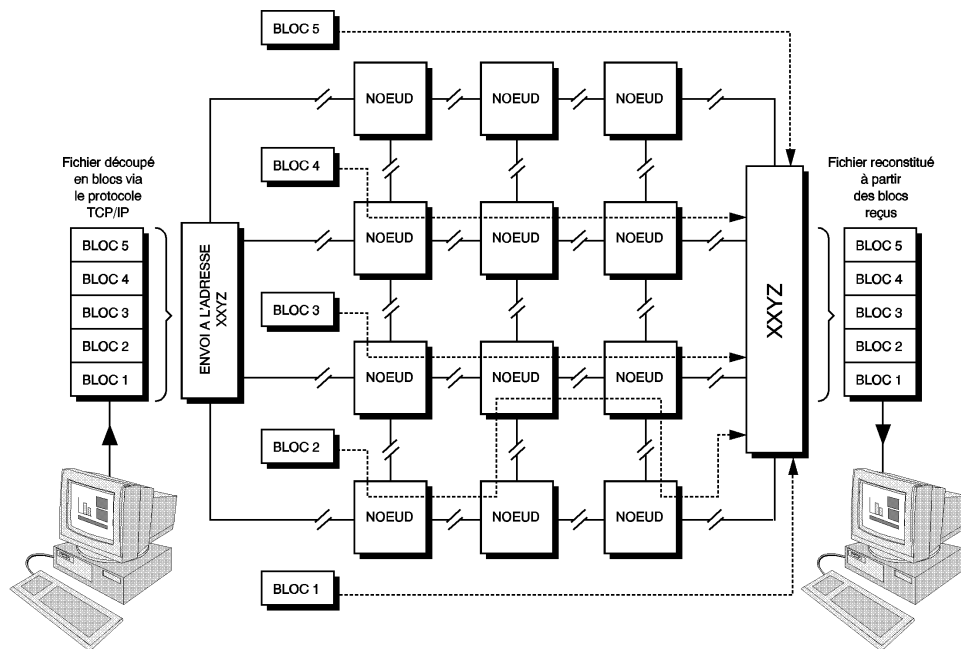 BLOC 5
NOEUD NOEUD NOEUD
Fichier découpé
en blocs via
le protocole
TCP/IP
BLOC 5
BLOC 4
BLOC 3
BLOC 2
BLOC 1
ENVOI A L'ADRESSE
XXYZ
BLOC 4
NOEUD NOEUD NOEUD
BLOC 3
NOEUD NOEUD NOEUD
BLOC 2
NOEUD NOEUD NOEUD
BLOC 1
XXYZ
Fichier reconstitué
à partir
des blocs
reçus
BLOC 5
BLOC 4
BLOC 3
BLOC 2
BLOC 1